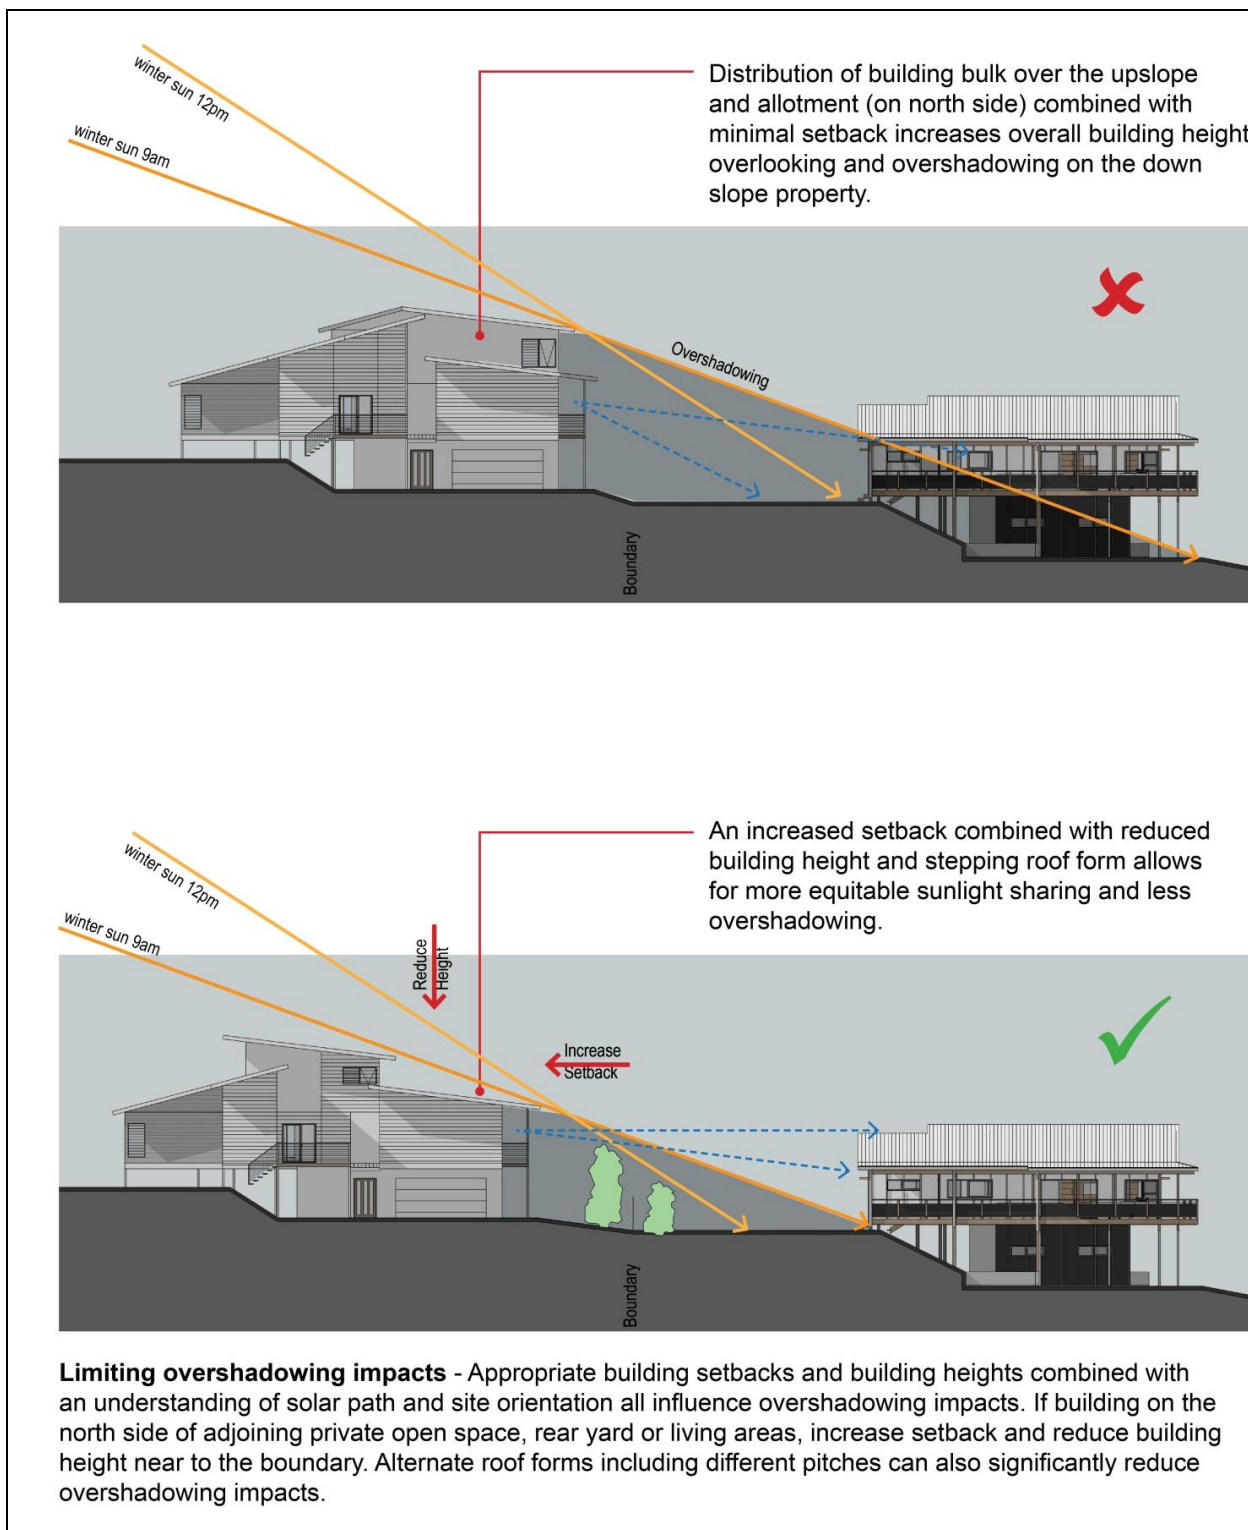 winter sun 12pm
winter sun 9am
Distribution of building bulk over the upslope
and allotment (on north side) combined with
minimal setback increases overall building height
overlooking and overshadowing on the down
slope property.
Overshadowing
Boundary
An increased setback combined with reduced
building height and stepping roof form allows
for more equitable sunlight sharing and less
overshadowing.
winter sun 12pm
winter sun 9am
Reduce
Height
Increase
Setback
Boundary
Limiting overshadowing impacts - Appropriate building setbacks and building heights combined with
an understanding of solar path and site orientation all influence overshadowing impacts. If building on the
north side of adjoining private open space, rear yard or living areas, increase setback and reduce building
height near to the boundary. Alternate roof forms including different pitches can also significantly reduce
overshadowing impacts.